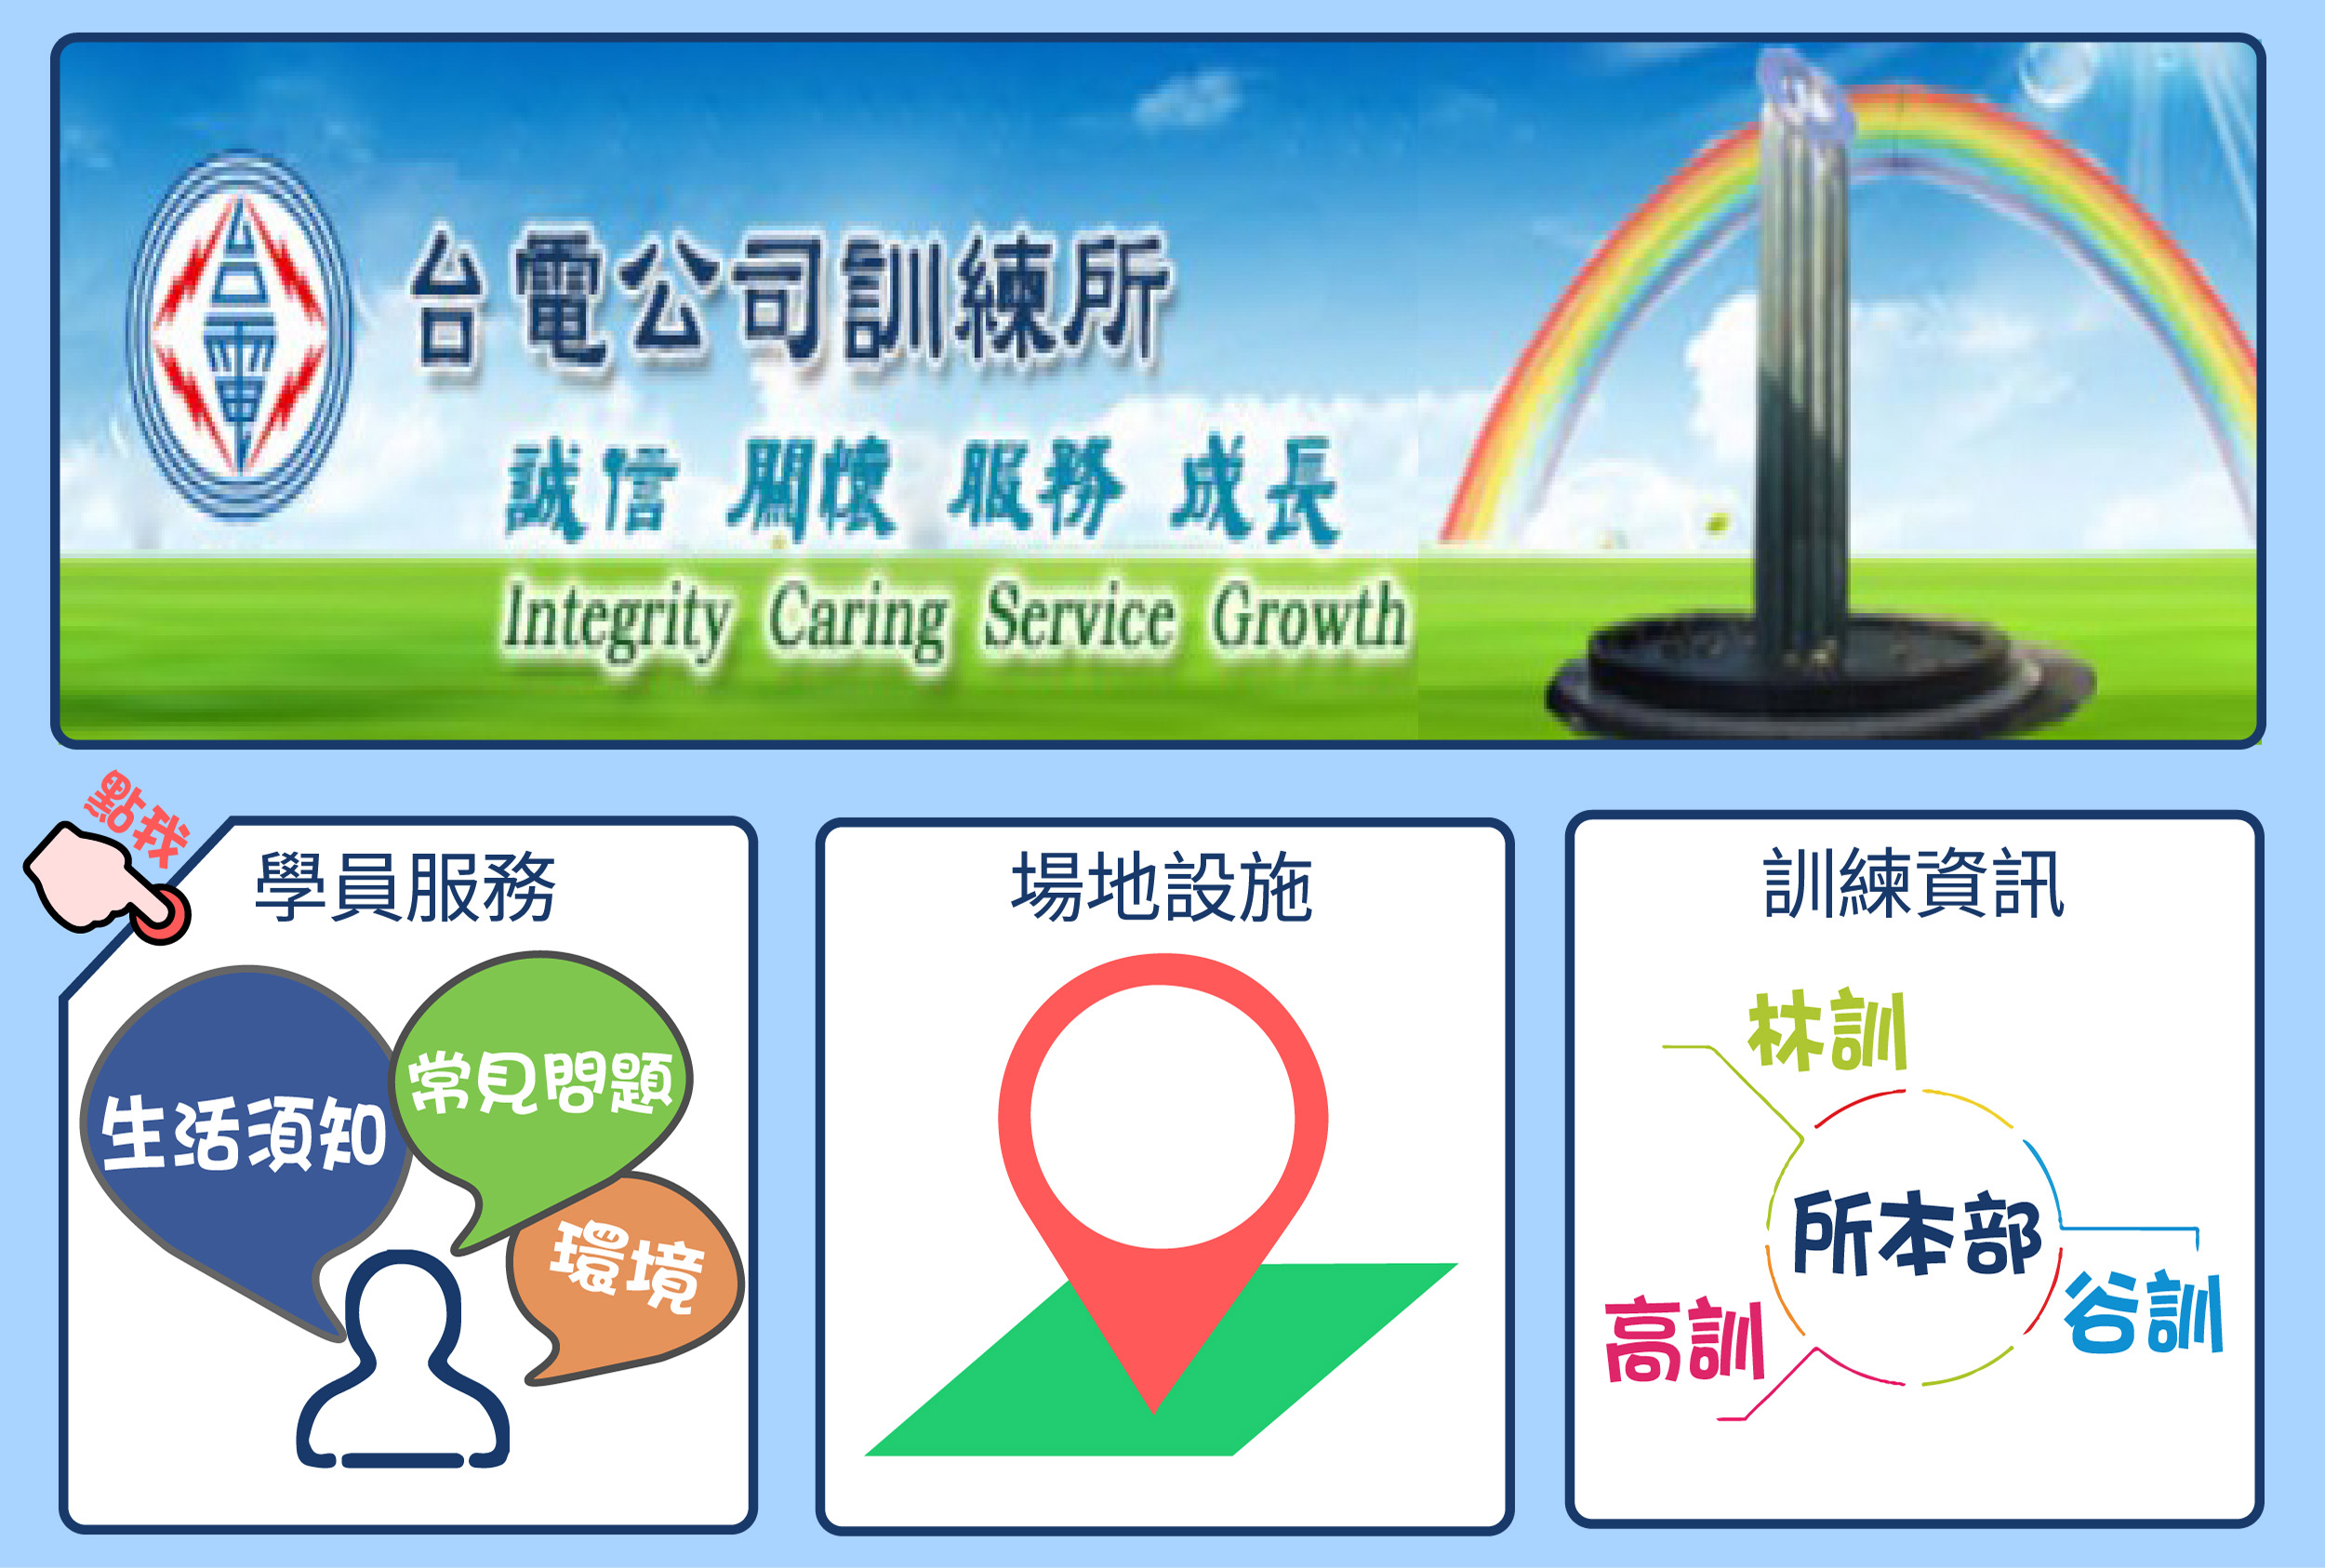 台電
台電公司訓練所
誠信 關懷 服務 成長
Integrity Caring Service Growth
點我
學員服務
生活須知
常見問題
環境
場地設施
訓練資訊
林訓
所本部
谷訓
高訓